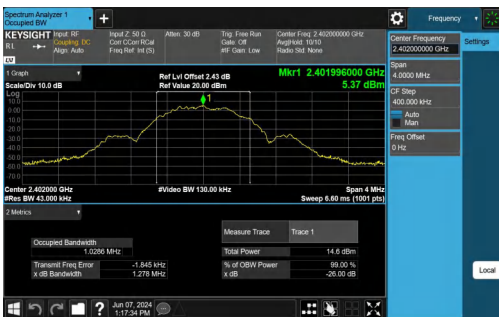 Spectrum Analyzer 1
Occupied BW
+
Frequency
KEYSIGHT
Input: RF
Input Z: 50 Ω
Atten: 30 dB
Trig: Free Run
Center Freq: 2.402000000 GHz
RL
Coupling: DC
Corr CCorr RCal
Gate: Off
Avg|Hold: 10/10
Align: Auto
Freq Ref: Int (S)
#IF Gain: Low
Radio Std: None
LV
Center Frequency
2.402000000 GHz
Settings
Span
4.0000 MHz
CF Step
400.000 kHz
Auto
Man
Freq Offset
0 Hz
Local
1 Graph
Ref Lvl Offset 2.43 dB
Mkr1 2.401996000 GHz
Scale/Div 10.0 dB
Ref Value 20.00 dBm
5.37 dBm
Log
10.0
0.00
-10.0
-20.0
-30.0
-40.0
-50.0
-60.0
-70.0
1
Center 2.402000 GHz
#Video BW 130.00 kHz
Span 4 MHz
#Res BW 43.000 kHz
Sweep 6.60 ms (1001 pts)
2 Metrics
Measure Trace
Trace 1
Occupied Bandwidth
1.0286 MHz
Total Power
14.6 dBm
Transmit Freq Error
-1.845 kHz
% of OBW Power
99.00 %
x dB Bandwidth
1.278 MHz
x dB
-26.00 dB
?
Jun 07, 2024
1:17:34 PM